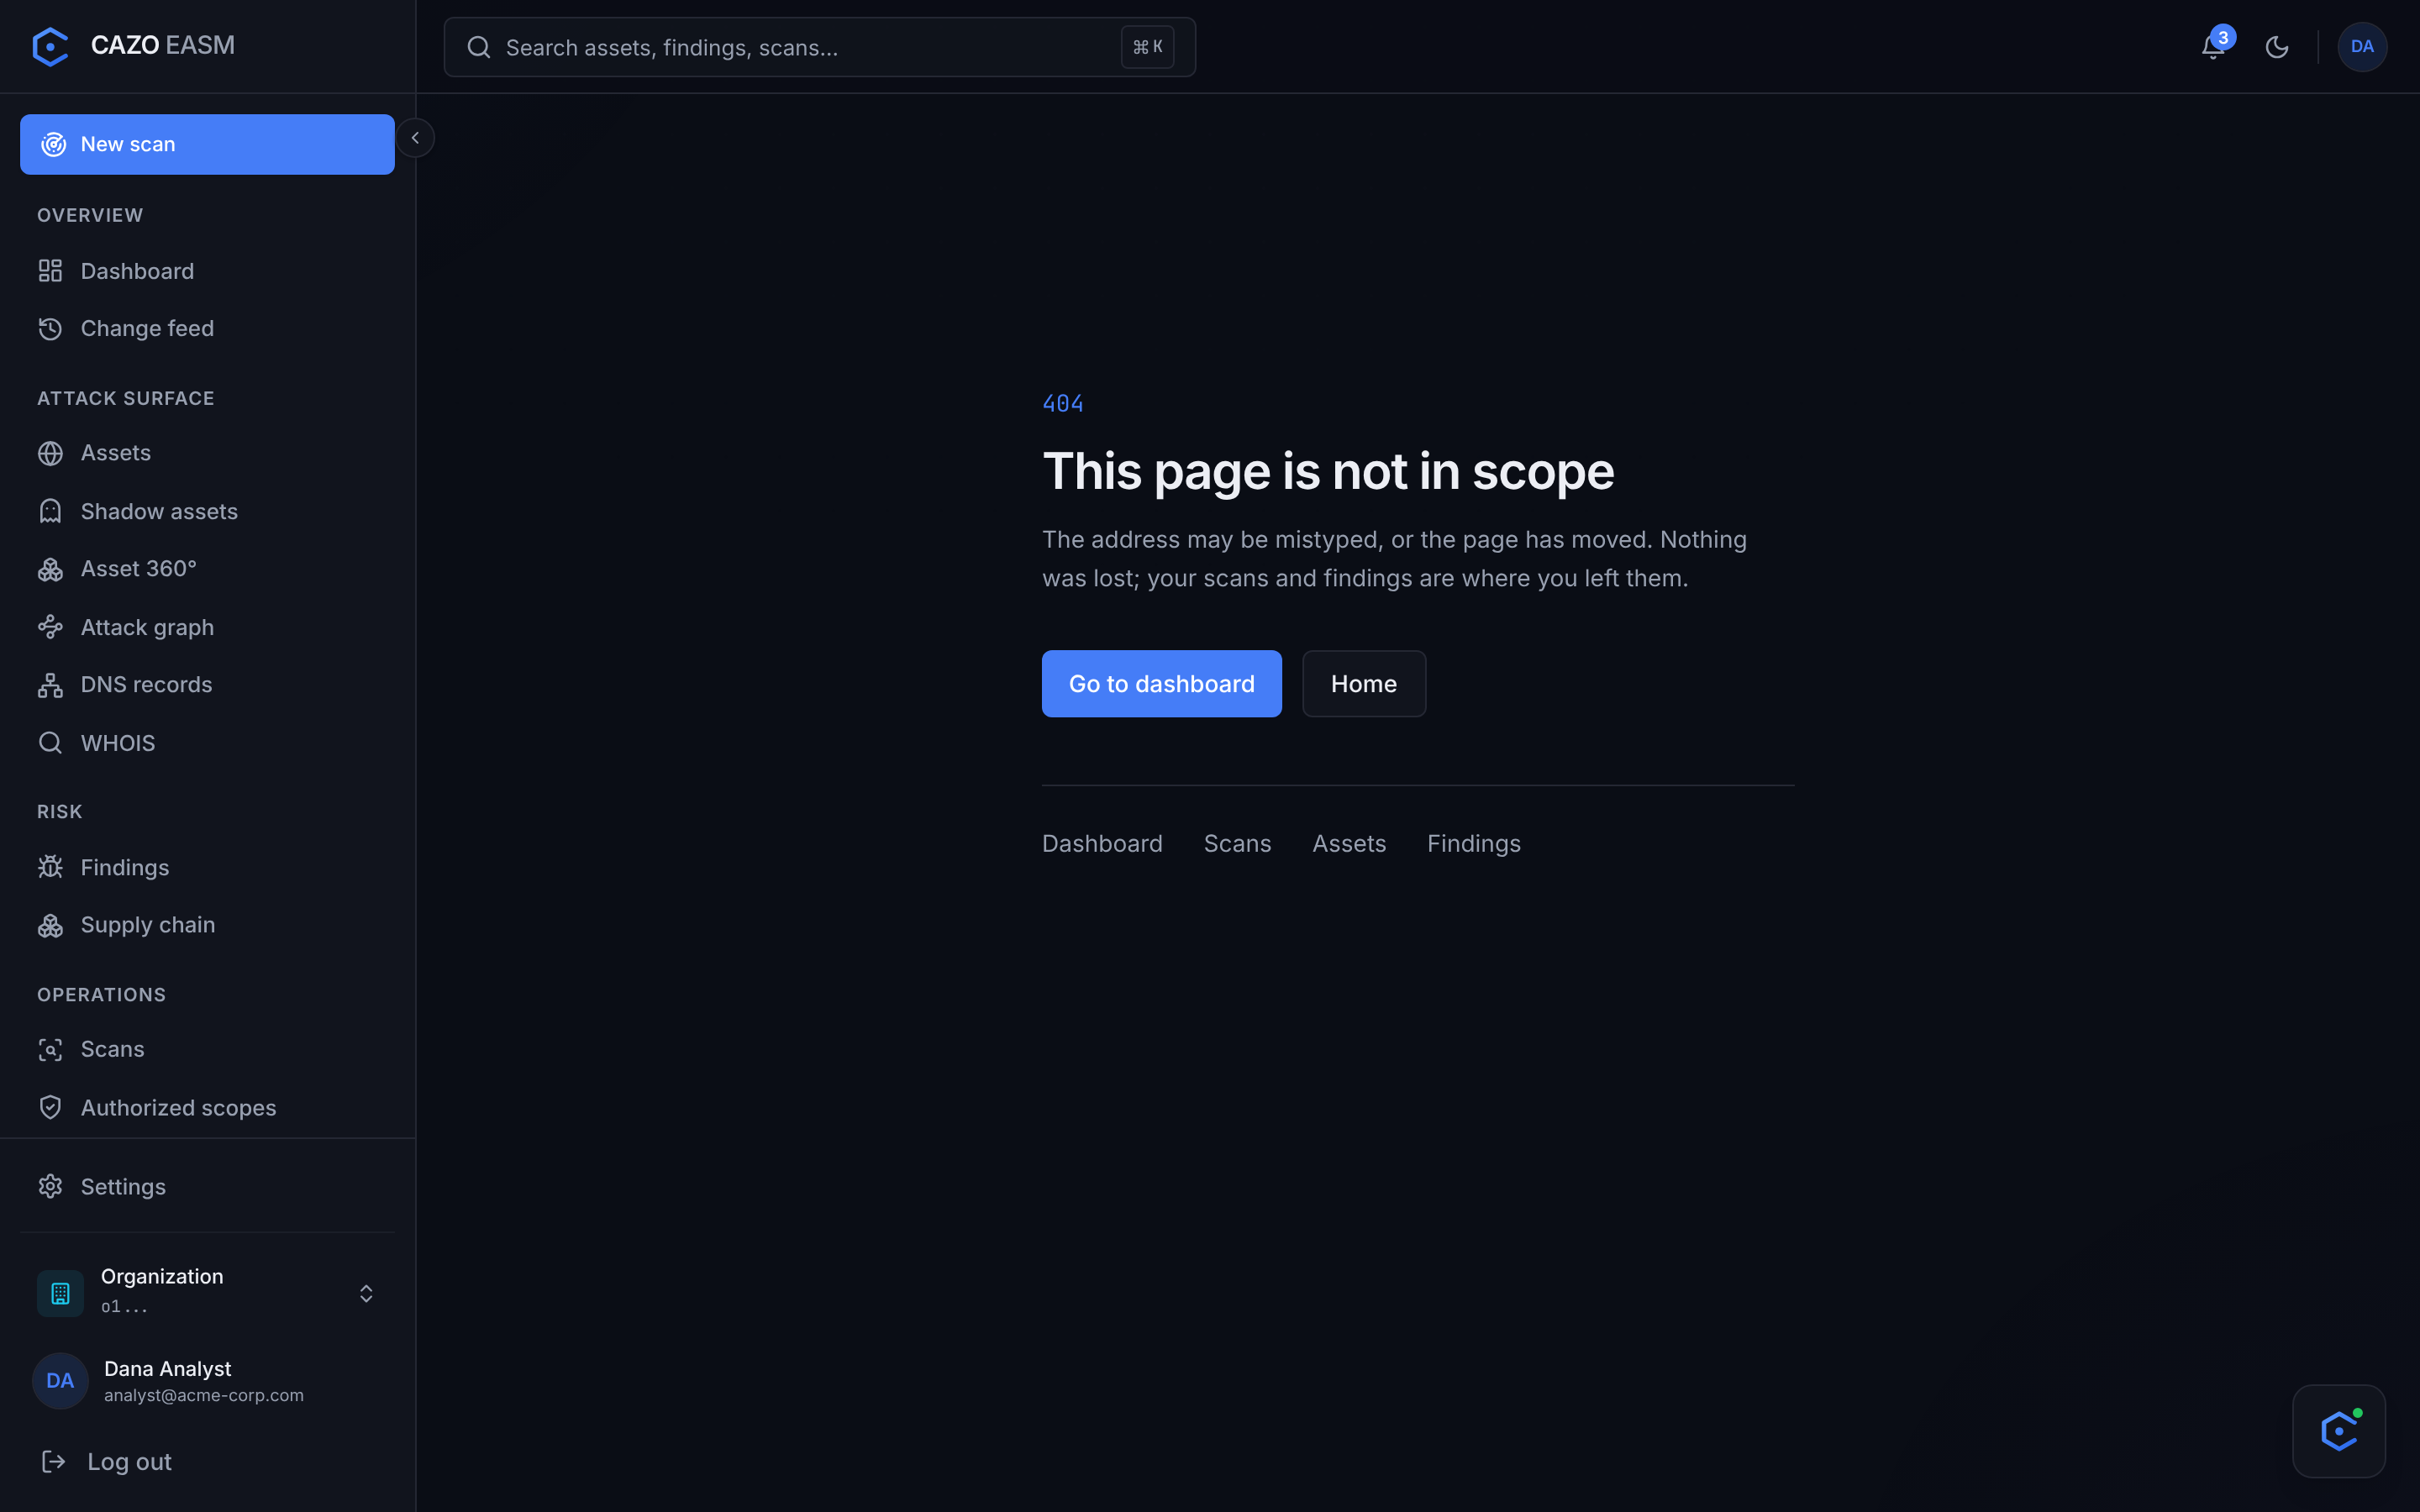 CAZO EASM
Search assets, findings, scans...
⌘ K
3
DA
New scan
OVERVIEW
Dashboard
Change feed
ATTACK SURFACE
Assets
Shadow assets
Asset 360°
Attack graph
DNS records
WHOIS
RISK
Findings
Supply chain
OPERATIONS
Scans
Authorized scopes
Settings
Organization
o1...
DA
Dana Analyst
analyst@acme-corp.com
Log out
404
This page is not in scope
The address may be mistyped, or the page has moved. Nothing
was lost; your scans and findings are where you left them.
Go to dashboard
Home
Dashboard Scans Assets Findings